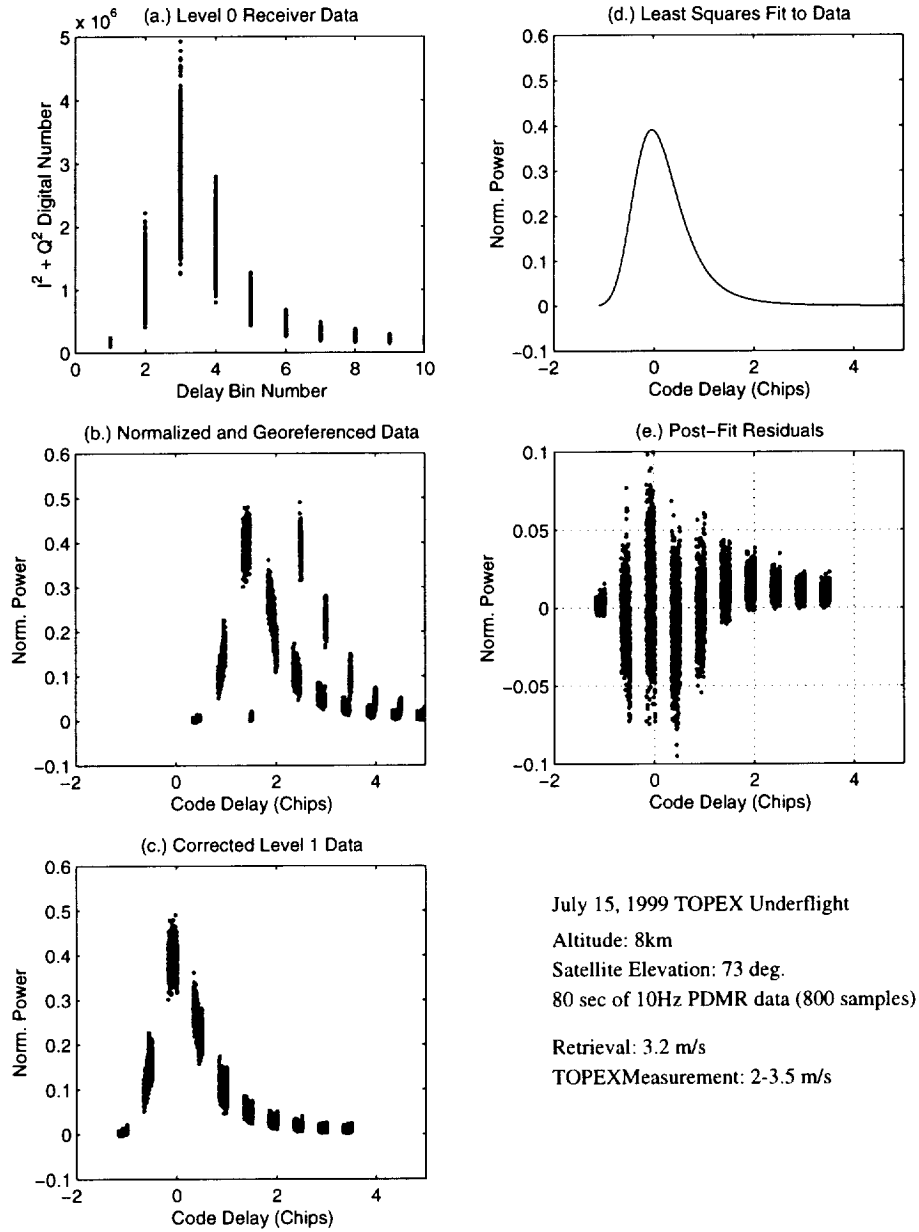 (a.) Level 0 Receiver Data
x 10^6
5
4
3
2
1
0
I^2 + Q^2 Digital Number
0 2 4 6 8 10
Delay Bin Number
(b.) Normalized and Georeferenced Data
0.6
0.5
0.4
0.3
0.2
0.1
0
−0.1
Norm. Power
−2 0 2 4
Code Delay (Chips)
(c.) Corrected Level 1 Data
0.6
0.5
0.4
0.3
0.2
0.1
0
−0.1
Norm. Power
−2 0 2 4
Code Delay (Chips)
(d.) Least Squares Fit to Data
0.6
0.5
0.4
0.3
0.2
0.1
0
−0.1
Norm. Power
−2 0 2 4
Code Delay (Chips)
(e.) Post−Fit Residuals
0.1
0.05
0
−0.05
−0.1
Norm. Power
−2 0 2 4
Code Delay (Chips)
July 15, 1999 TOPEX Underflight
Altitude: 8km
Satellite Elevation: 73 deg.
80 sec of 10Hz PDMR data (800 samples)
Retrieval: 3.2 m/s
TOPEXMeasurement: 2-3.5 m/s